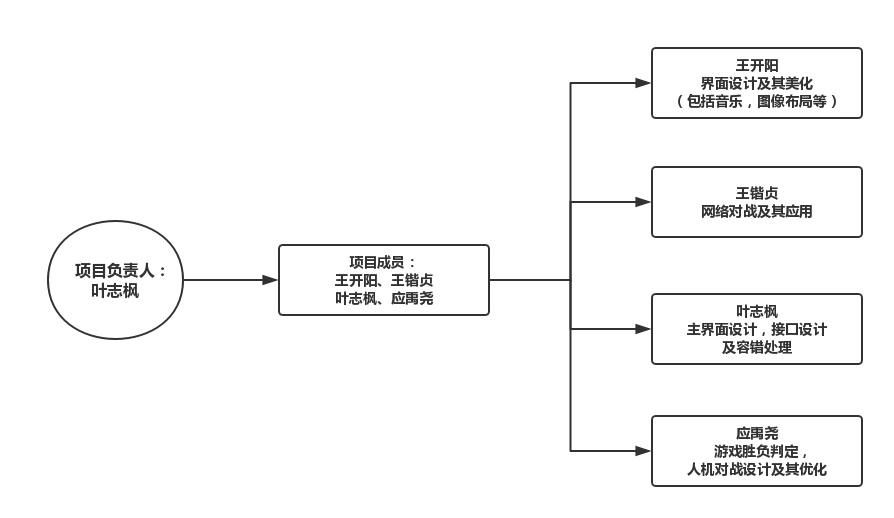 项目负责人：
叶志枫
项目成员：
王开阳、王锴贞
叶志枫、应禹尧
王开阳
界面设计及其美化
（包括音乐，图像布局等）
王锴贞
网络对战及其应用
叶志枫
主界面设计，接口设计
及容错处理
应禹尧
游戏胜负判定，
人机对战设计及其优化